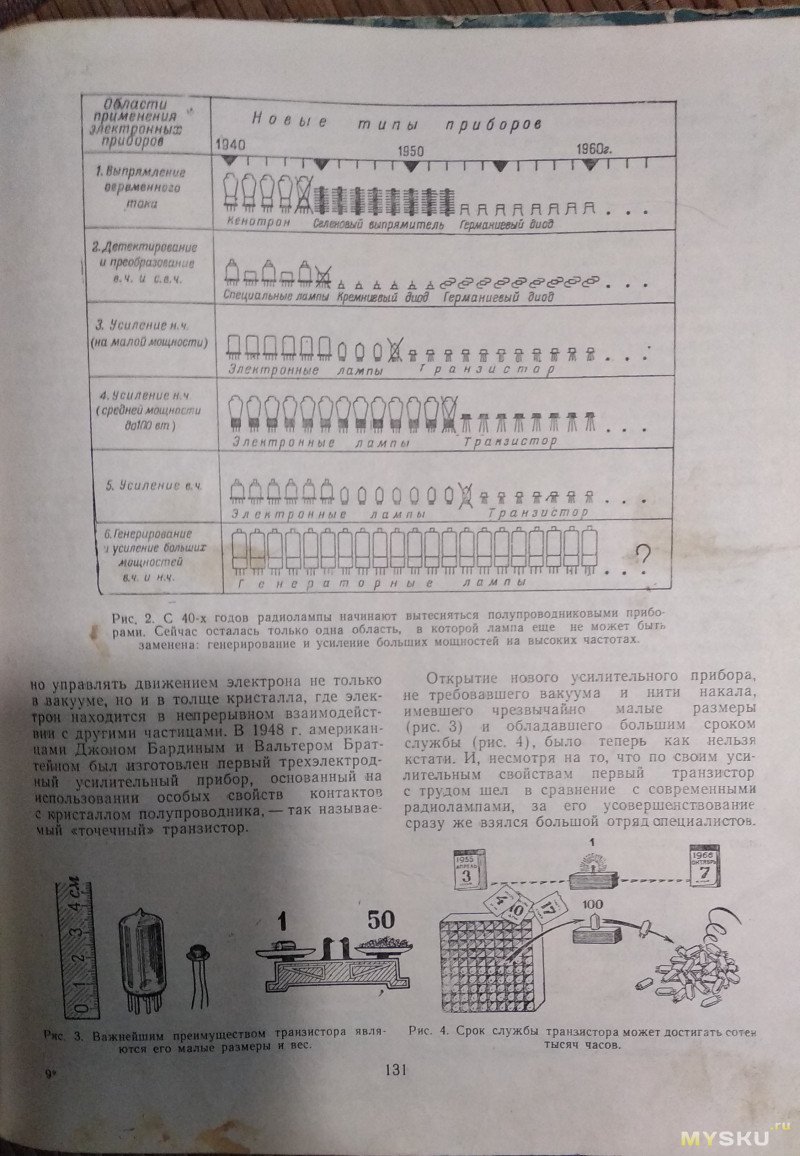 Области
применения
электронных
приборов
Новые типы приборов
1940
1950
1960г.
1. Выпрямление
переменного
тока
Кенотрон Селеновый выпрямитель Германиевый диод
2. Детектирование
и преобразование
в.ч. и с.в.ч.
Специальные лампы Кремниевый диод Германиевый диод
3. Усиление н.ч.
(на малой мощности)
Электронные лампы Транзистор
4. Усиление н.ч
(средней мощности
до100 вт)
Электронные лампы Транзистор
5. Усиление в.ч.
Электронные лампы Транзистор
6. Генерирование
и усиление больших
мощностей
в.ч. и н.ч.
Генераторные лампы
?
Рис. 2. С 40-х годов радиолампы начинают вытесняться полупроводниковыми прибо-
рами. Сейчас осталась только одна область, в которой лампа еще не может быть
заменена: генерирование и усиление больших мощностей на высоких частотах.
но управлять движением электрона не только
в вакууме, но и в толще кристалла, где элек-
трон находится в непрерывном взаимодейст-
вии с другими частицами. В 1948 г. американ-
цами Джоном Бардиным и Вальтером Брат-
тейном был изготовлен первый трехэлектрод-
ный усилительный прибор, основанный на
использовании особых свойств контактов
с кристаллом полупроводника, — так называе-
мый «точечный» транзистор.
Открытие нового усилительного прибора,
не требовавшего вакуума и нити накала,
имевшего чрезвычайно малые размеры
(рис. 3) и обладавшего большим сроком
службы (рис. 4), было теперь как нельзя
кстати. И, несмотря на то, что по своим уси-
лительным свойствам первый транзистор
с трудом шел в сравнение с современными
радиолампами, за его усовершенствование
сразу же взялся большой отряд специалистов.
0 1 2 3 4 см
1
50
1955
АПРЕЛЬ
3
1
1966
ОКТЯБРЬ
7
4
10
17
100
Рис. 3. Важнейшим преимуществом транзистора явля-
ются его малые размеры и вес.
Рис. 4. Срок службы транзистора может достигать сотен
тысяч часов.
9*
131
MYSKU.ru